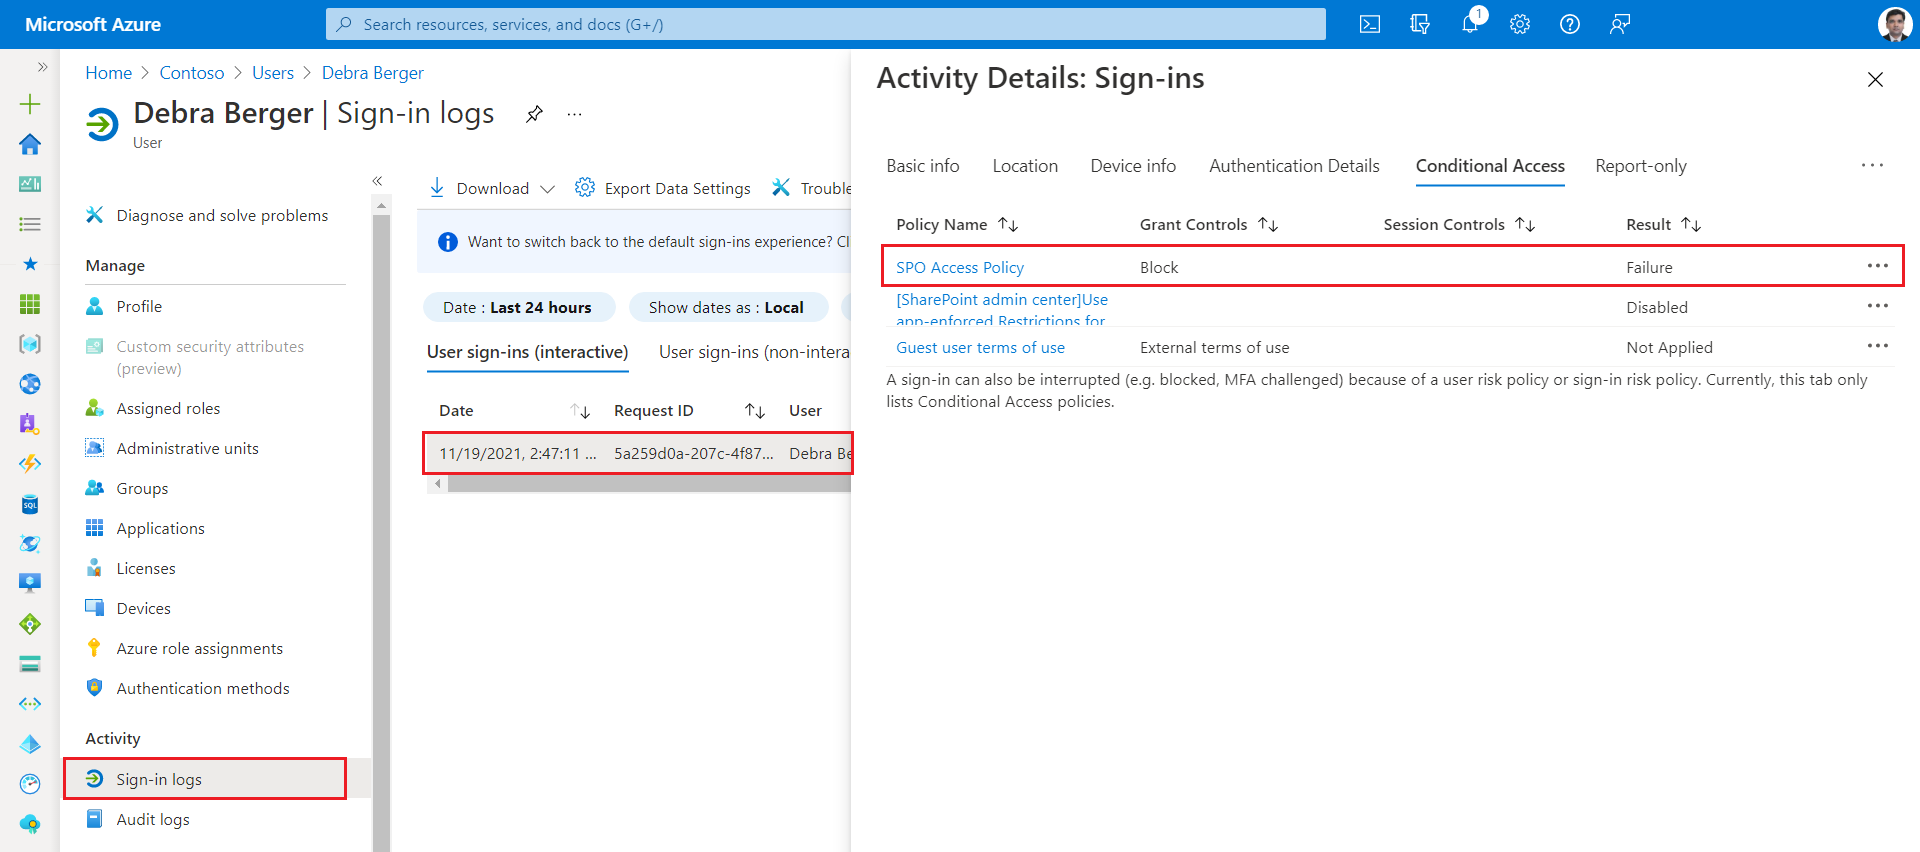 Microsoft Azure
Search resources, services, and docs (G+/)
1
Home > Contoso > Users > Debra Berger
Debra Berger | Sign-in logs
User
Diagnose and solve problems
Manage
Profile
Custom security attributes
(preview)
Assigned roles
Administrative units
Groups
Applications
Licenses
Devices
Azure role assignments
Authentication methods
Activity
Sign-in logs
Audit logs
SQL
Download
Export Data Settings
Trouble
Want to switch back to the default sign-ins experience? Cl
Date : Last 24 hours
Show dates as : Local
User sign-ins (interactive)
User sign-ins (non-intera
Date
Request ID
User
11/19/2021, 2:47:11 ...
5a259d0a-207c-4f87...
Debra Be
Activity Details: Sign-ins
Basic info
Location
Device info
Authentication Details
Conditional Access
Report-only
Policy Name
Grant Controls
Session Controls
Result
SPO Access Policy
Block
Failure
[SharePoint admin center]Use
app-enforced Restrictions for
Disabled
Guest user terms of use
External terms of use
Not Applied
A sign-in can also be interrupted (e.g. blocked, MFA challenged) because of a user risk policy or sign-in risk policy. Currently, this tab only
lists Conditional Access policies.